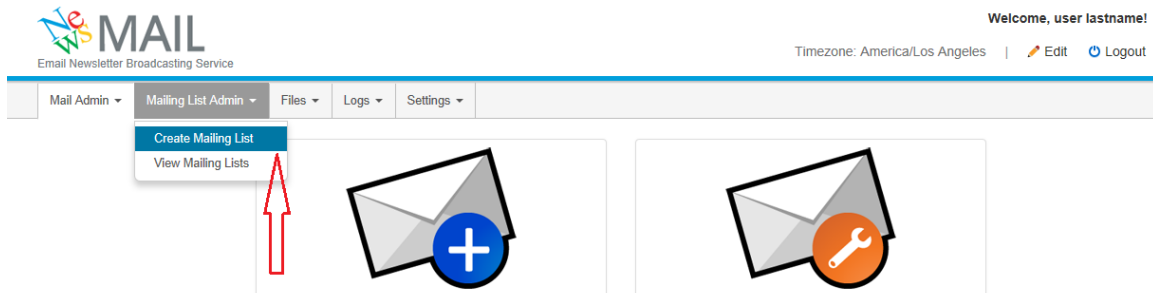 News MAIL
Email Newsletter Broadcasting Service
Welcome, user lastname!
Timezone: America/Los Angeles | Edit Logout
Mail Admin Mailing List Admin Files Logs Settings
Create Mailing List
View Mailing Lists